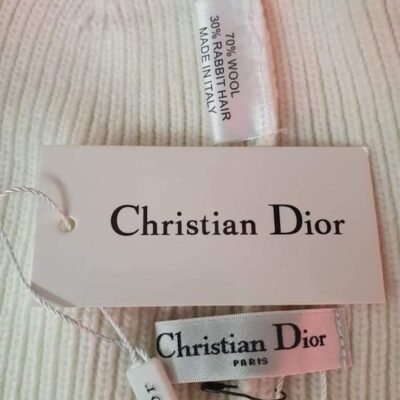 70% WOOL
30% RABBIT HAIR
MADE IN ITALY
Christian Dior
Christian Dior
PARIS